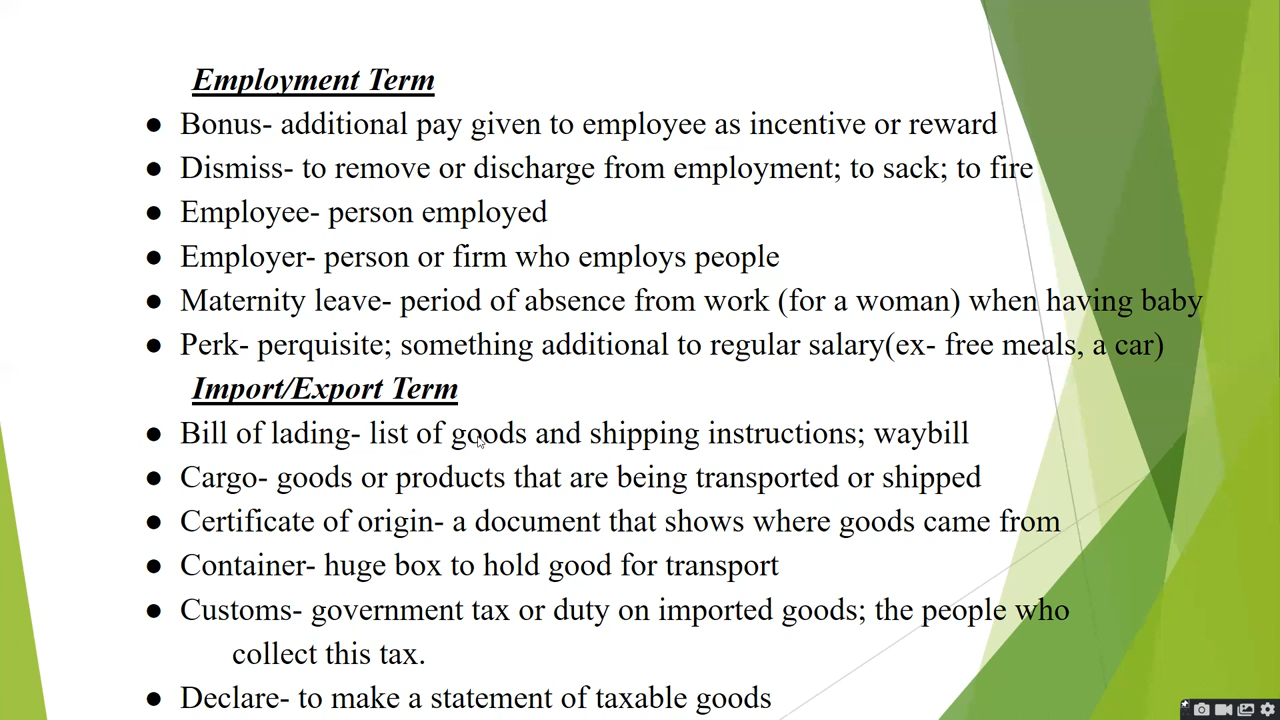 Employment Term
● Bonus- additional pay given to employee as incentive or reward
● Dismiss- to remove or discharge from employment; to sack; to fire
● Employee- person employed
● Employer- person or firm who employs people
● Maternity leave- period of absence from work (for a woman) when having baby
● Perk- perquisite; something additional to regular salary(ex- free meals, a car)
Import/Export Term
● Bill of lading- list of goods and shipping instructions; waybill
● Cargo- goods or products that are being transported or shipped
● Certificate of origin- a document that shows where goods came from
● Container- huge box to hold good for transport
● Customs- government tax or duty on imported goods; the people who
collect this tax.
● Declare- to make a statement of taxable goods